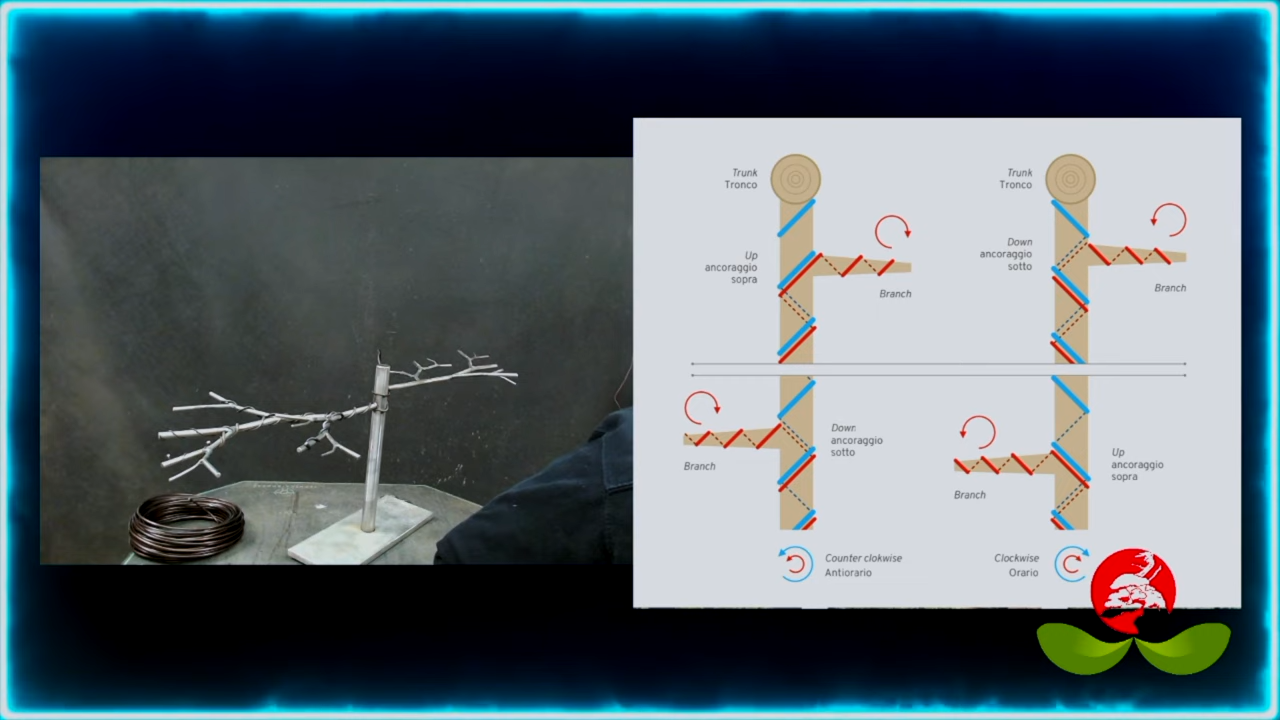 Trunk
Tronco
Up
ancoraggio
sopra
Branch
Trunk
Tronco
Down
ancoraggio
sotto
Branch
Branch
Down
ancoraggio
sotto
Branch
Up
ancoraggio
sopra
Counter clokwise
Antiorario
Clockwise
Orario